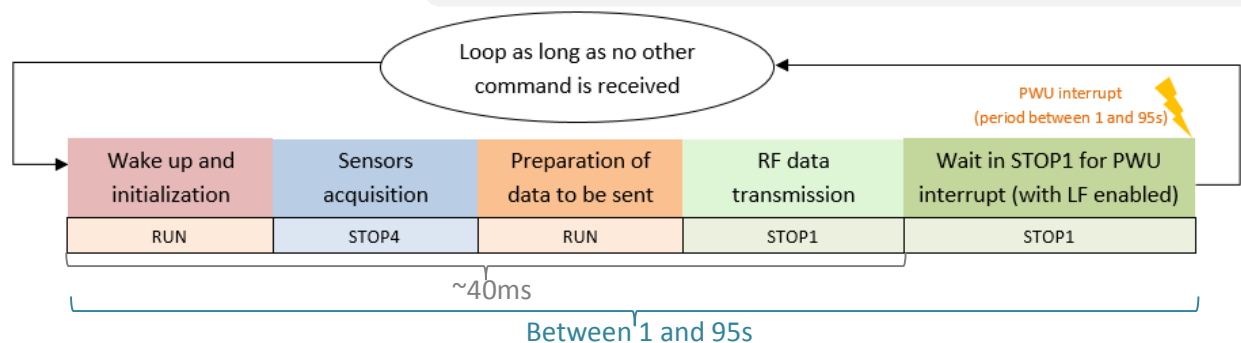 Loop as long as no other
command is received
PWU interrupt
(period between 1 and 95s)
Wake up and
initialization
Sensors
acquisition
Preparation of
data to be sent
RF data
transmission
Wait in STOP1 for PWU
interrupt (with LF enabled)
RUN
STOP4
RUN
STOP1
STOP1
~40ms
Between 1 and 95s